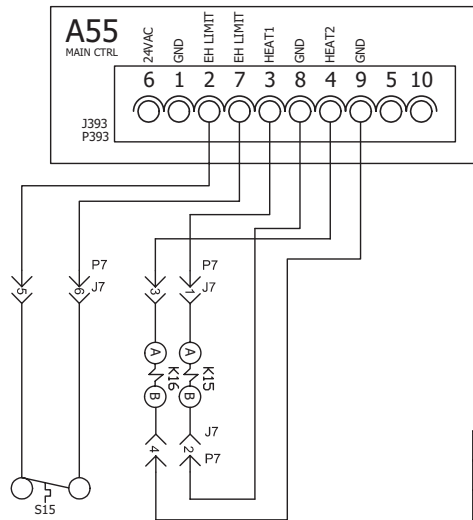 A55
MAIN CTRL
24VAC
GND
EH LIMIT
EH LIMIT
HEAT1
GND
HEAT2
GND
6 1 2 7 3 8 4 9 5 10
J393
P393
P7 P7
5 6 J7 3 1 J7
A A
K16 K15
B B
J7
4 2 P7
S15